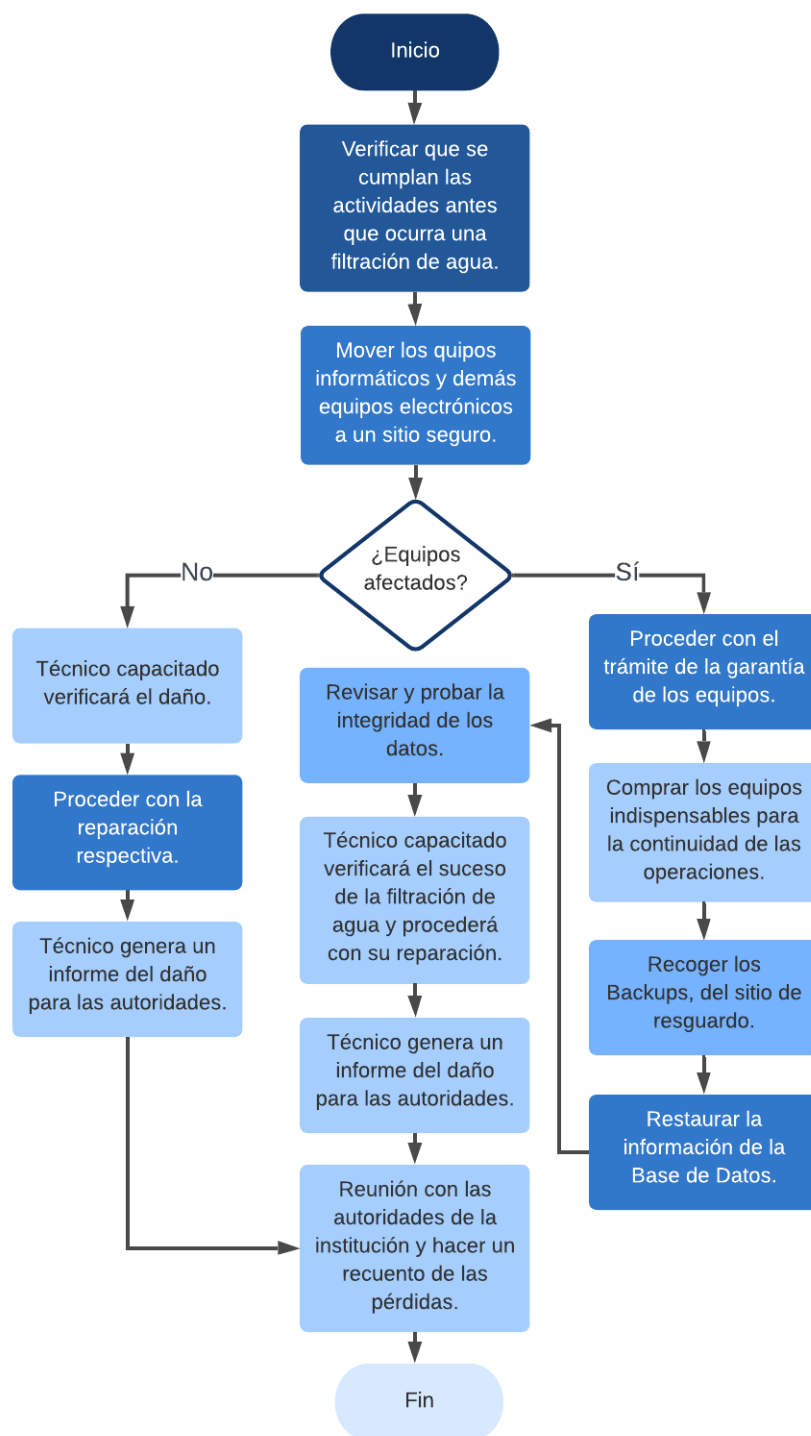 Inicio
Verificar que se
cumplan las
actividades antes
que ocurra una
filtración de agua.
Mover los quipos
informáticos y demás
equipos electrónicos
a un sitio seguro.
¿Equipos
afectados?
No
Sí
Técnico capacitado
verificará el daño.
Proceder con la
reparación
respectiva.
Técnico genera un
informe del daño
para las autoridades.
Proceder con el
trámite de la garantía
de los equipos.
Comprar los equipos
indispensables para
la continuidad de las
operaciones.
Recoger los
Backups, del sitio de
resguardo.
Restaurar la
información de la
Base de Datos.
Revisar y probar la
integridad de los
datos.
Técnico capacitado
verificará el suceso
de la filtración de
agua y procederá
con su reparación.
Técnico genera un
informe del daño
para las autoridades.
Reunión con las
autoridades de la
institución y hacer un
recuento de las
pérdidas.
Fin